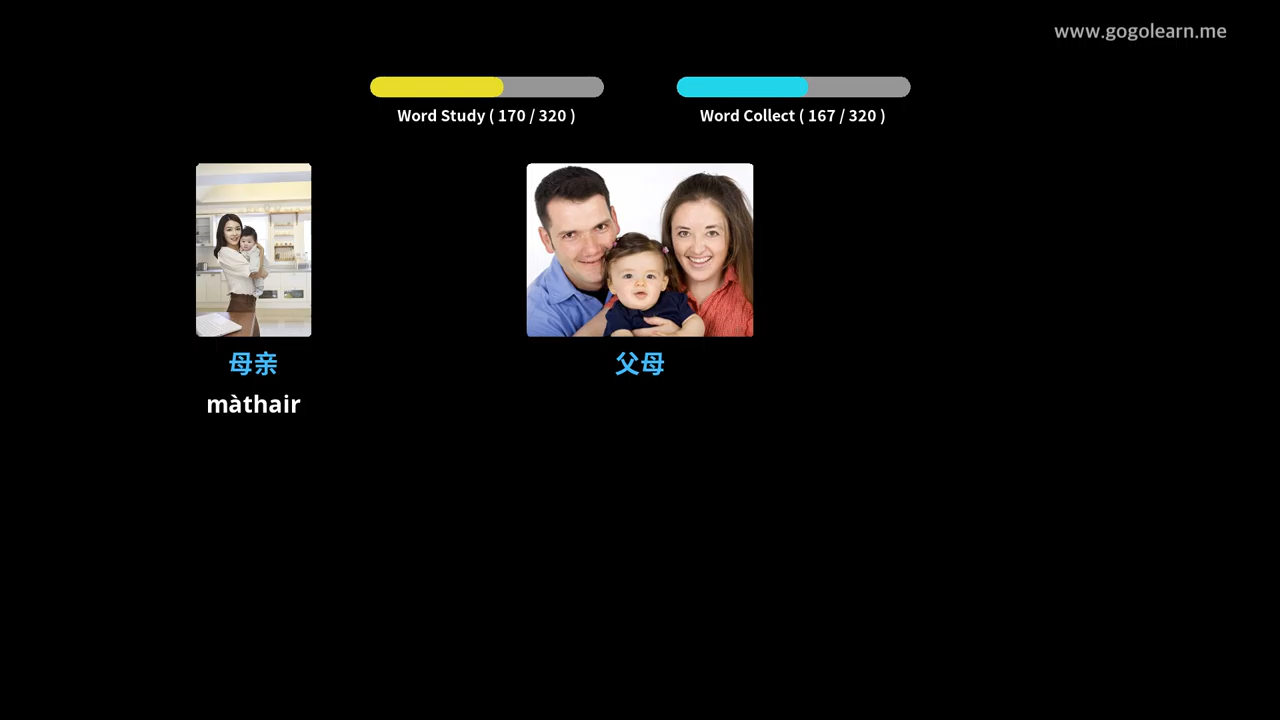 www.gogolearn.me
Word Study ( 170 / 320 )
Word Collect ( 167 / 320 )
母亲
父母
màthair